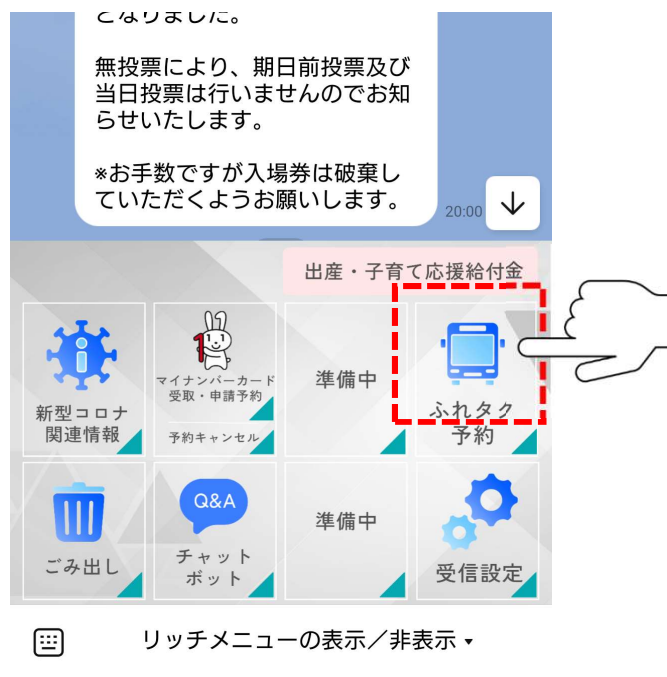 となりました。
無投票により、期日前投票及び
当日投票は行いませんのでお知
らせいたします。
※お手数ですが入場券は破棄し
ていただくようお願いします。
20:00
出産・子育て応援給付金
新型コロナ
関連情報
マイナンバーカード
受取・申請予約
予約キャンセル
準備中
ふれタク
予約
ごみ出し
Q&A
チャット
ボット
準備中
受信設定
リッチメニューの表示／非表示▼